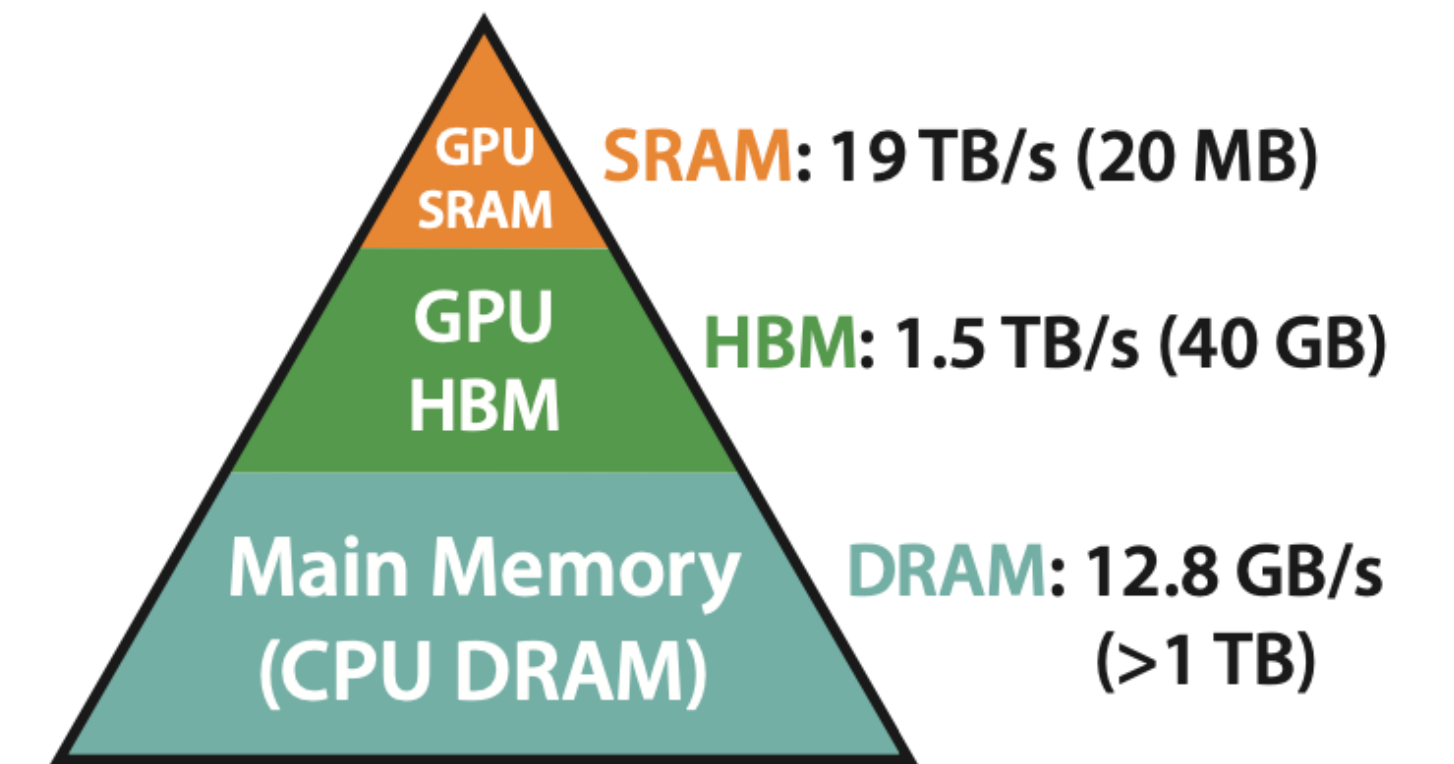 GPU
SRAM
SRAM: 19 TB/s (20 MB)
GPU
HBM
HBM: 1.5 TB/s (40 GB)
Main Memory
(CPU DRAM)
DRAM: 12.8 GB/s
(>1 TB)